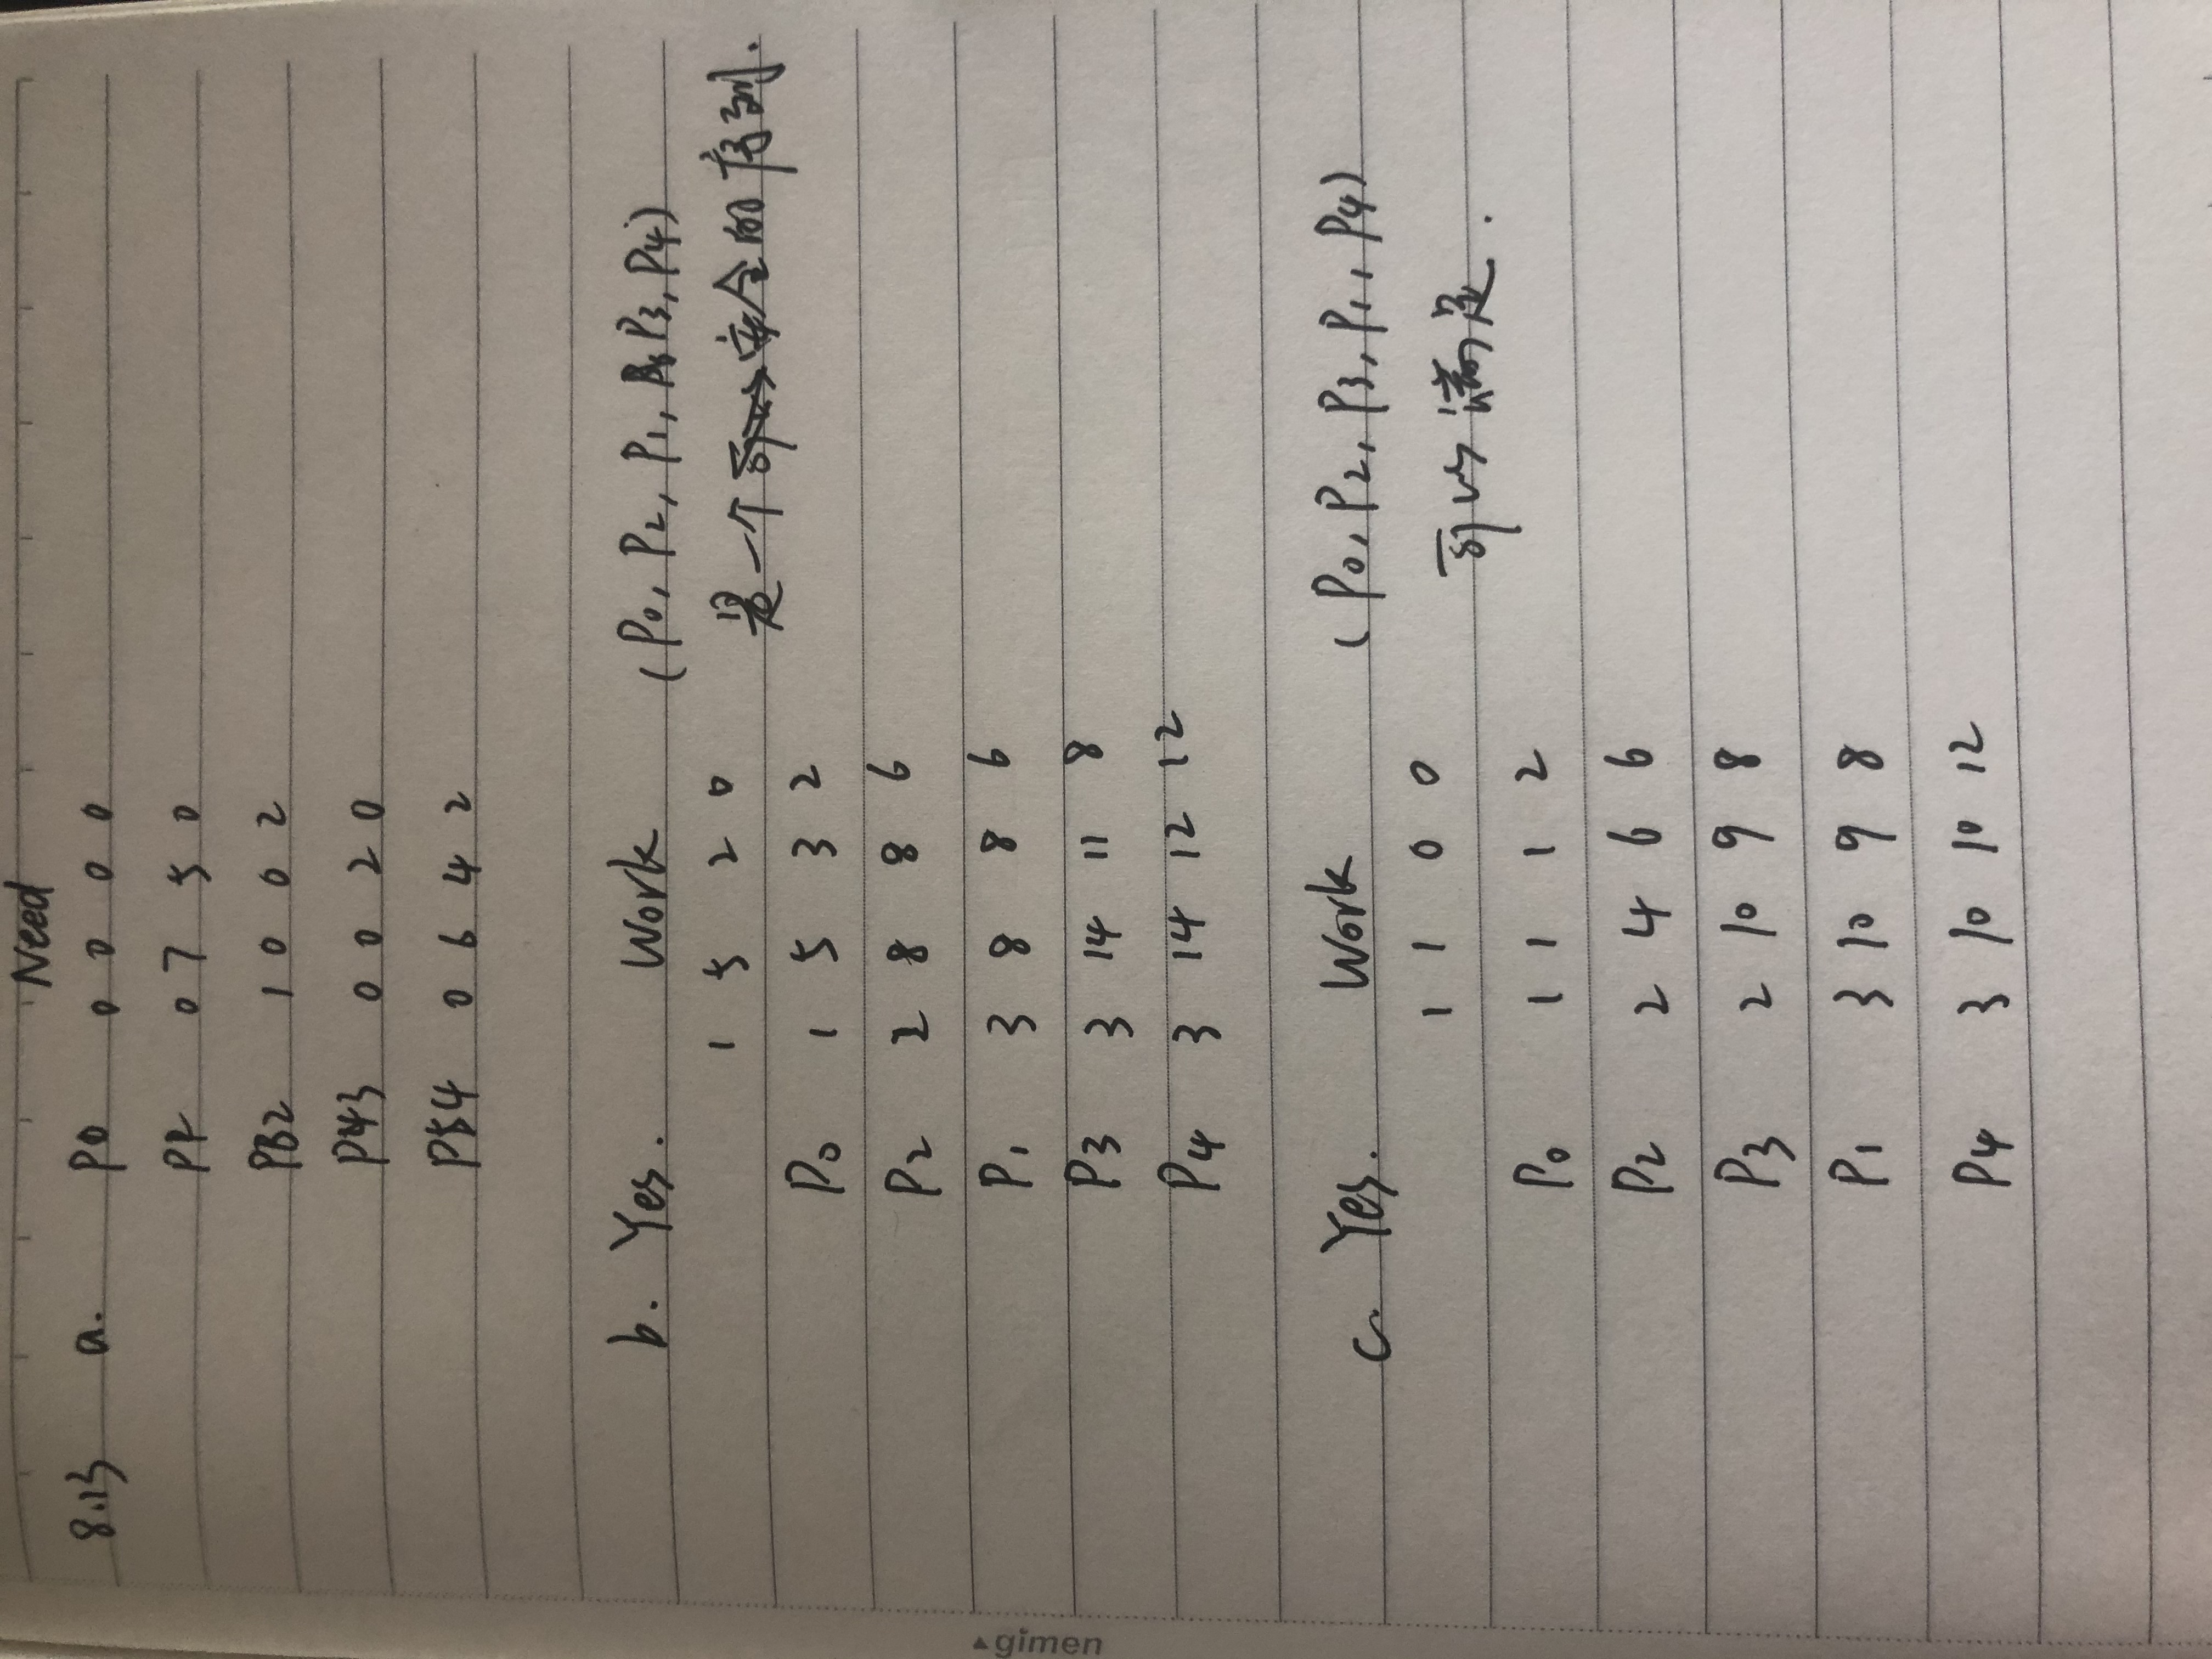 Need
8.13 a. P0 0 0 0 0
P1 0 7 5 0
P2 1 0 0 2
P3 0 0 2 0
P4 0 6 4 2
b. Yes. Work (P0, P2, P1, P3, P4)
1 5 2 0 是一个安全的序列.
P0 1 5 3 2
P2 2 8 8 6
P1 3 8 8 6
P3 3 14 11 8
P4 3 14 12 12
c. Yes. Work (P0, P2, P3, P1, P4)
1 1 0 0 可以满足.
P0 1 1 1 2
P2 2 4 6 6
P3 2 10 9 8
P1 3 10 9 8
P4 3 10 10 12
gimen